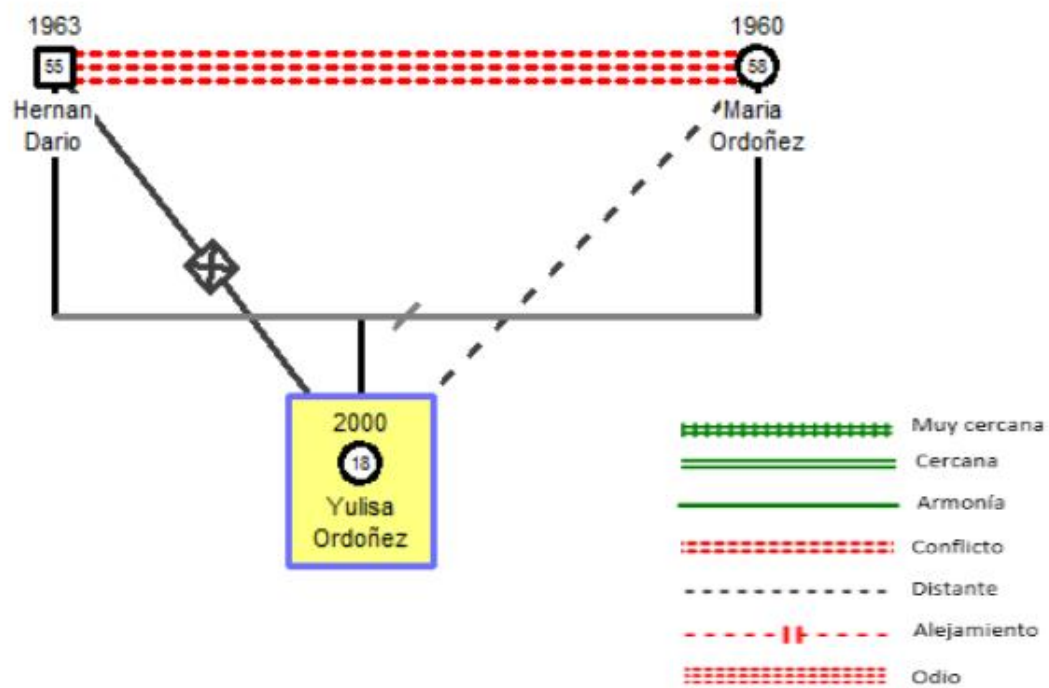 1963
1960
55
58
Hernan
Dario
Maria
Ordoñez
2000
18
Yulisa
Ordoñez
Muy cercana
Cercana
Armonía
Conflicto
Distante
Alejamiento
Odio